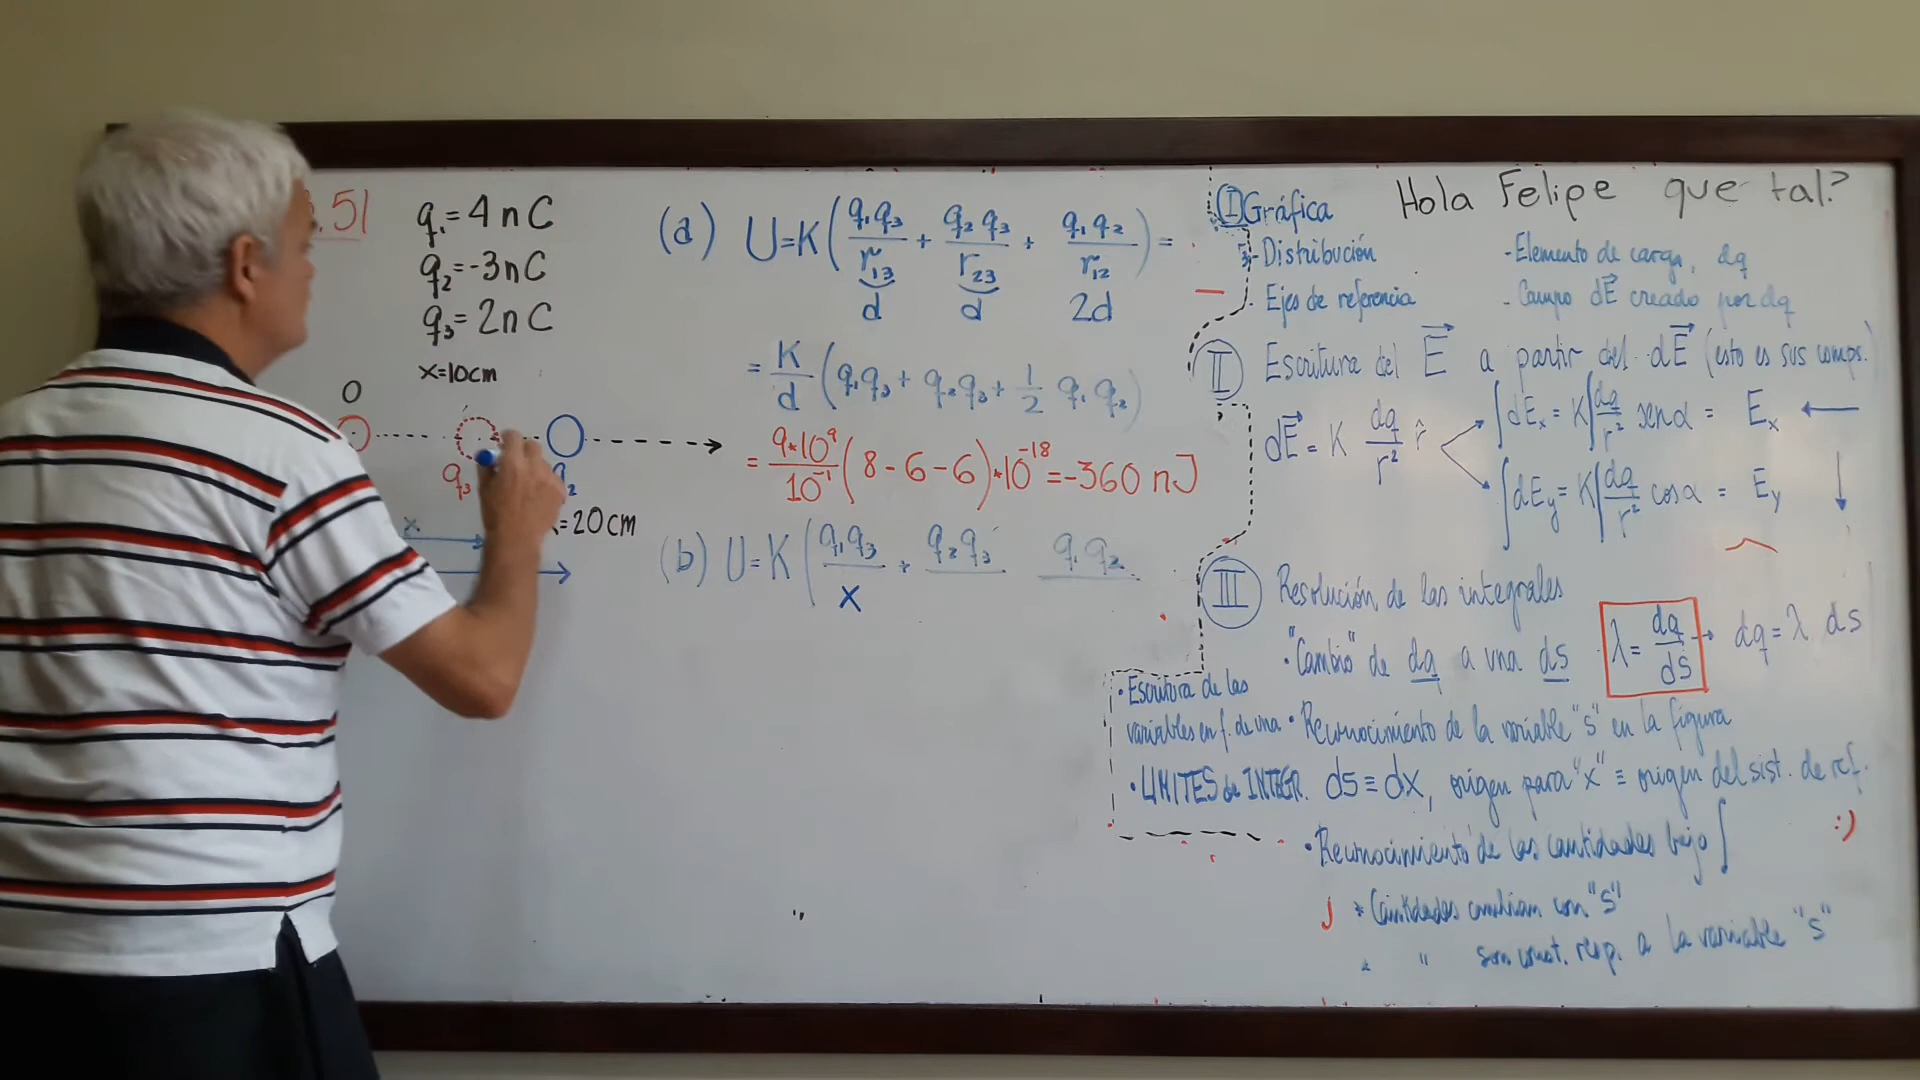 .51
q₁=4nC
q₂=-3nC
q₃=2nC
x=10cm
O
q₃
q₂
=20cm
x
(a) U=K(q₁q₃/r₁₃ + q₂q₃/r₂₃ + q₁q₂/r₁₂) =
d d 2d
= K/d (q₁q₃ + q₂q₃ + 1/2 q₁q₂)
= 9*10⁹/10⁻¹ (8-6-6)*10⁻¹⁸ = -360 nJ
(b) U=K(q₁q₃/x + q₂q₃ q₁q₂
Hola Felipe que tal?
I Gráfica
- Distribución
- Ejes de referencia
- Elemento de carga, dq
- Campo dE⃗ creado por dq
II Escritura del E⃗ a partir del dE⃗ (esto es sus comps.)
dE⃗ = K dq/r² r̂
∫dEx = K∫dq/r² senα = Ex
∫dEy = K∫dq/r² cosα = Ey
III Resolución de las integrales
·"Cambio" de dq a una ds
λ = dq/ds → dq = λ ds
·Escritura de las
variables en f. de una
·Reconocimiento de la variable "s" en la figura
·LIMITES de INTEGR.
ds ≡ dx, origen para "x" ≡ origen del sist. de ref.
·Reconocimiento de las cantidades bajo ∫
:)
* Cantidades cambian con "s"
" son const. resp. a la variable "s"